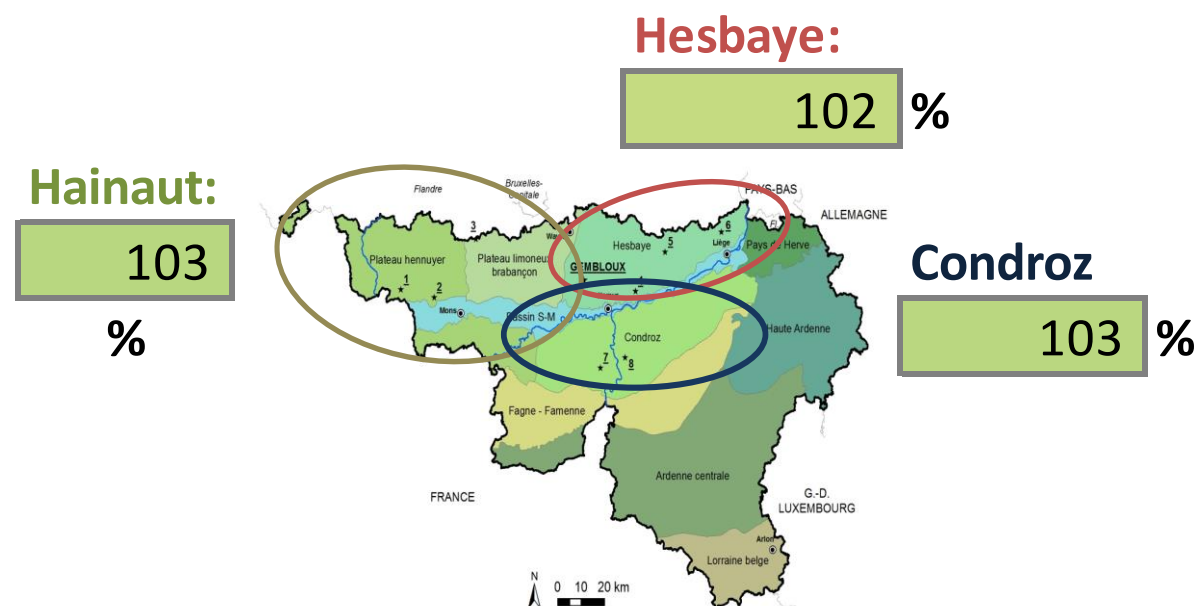 Hesbaye:
102 %
Hainaut:
103
%
Condroz
103 %
Flandre
Bruxelles-
Capitale
PAYS-BAS
ALLEMAGNE
3
6
5
Hesbaye
Liège
Pays de Herve
Plateau hennuyer
Plateau limoneux
brabançon
GEMBLOUX
1
2
Mons
Bassin S-M
Condroz
Haute Ardenne
7
8
Fagne - Famenne
Ardenne centrale
FRANCE
G.-D.
LUXEMBOURG
Arlon
Lorraine belge
N
0 10 20 km